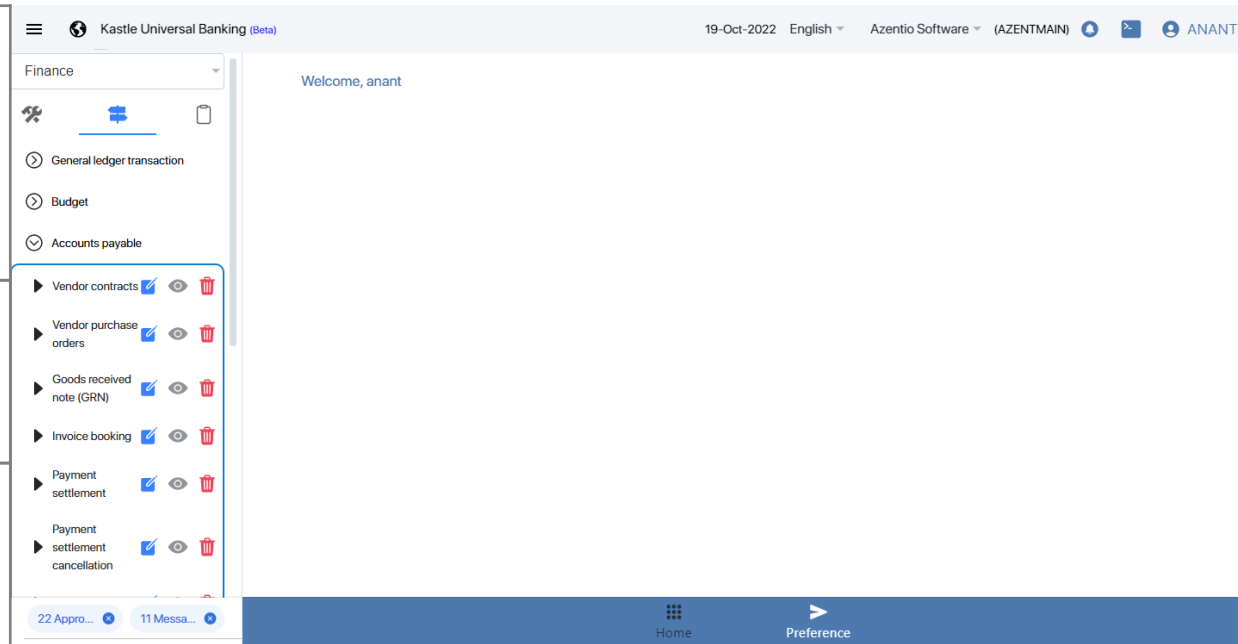 Kastle Universal Banking (Beta)
19-Oct-2022 English Azentio Software (AZENTMAIN) ANANT
Finance
Welcome, anant
General ledger transaction
Budget
Accounts payable
Vendor contracts
Vendor purchase
orders
Goods received
note (GRN)
Invoice booking
Payment
settlement
Payment
settlement
cancellation
22 Appro...
11 Messa...
Home
Preference